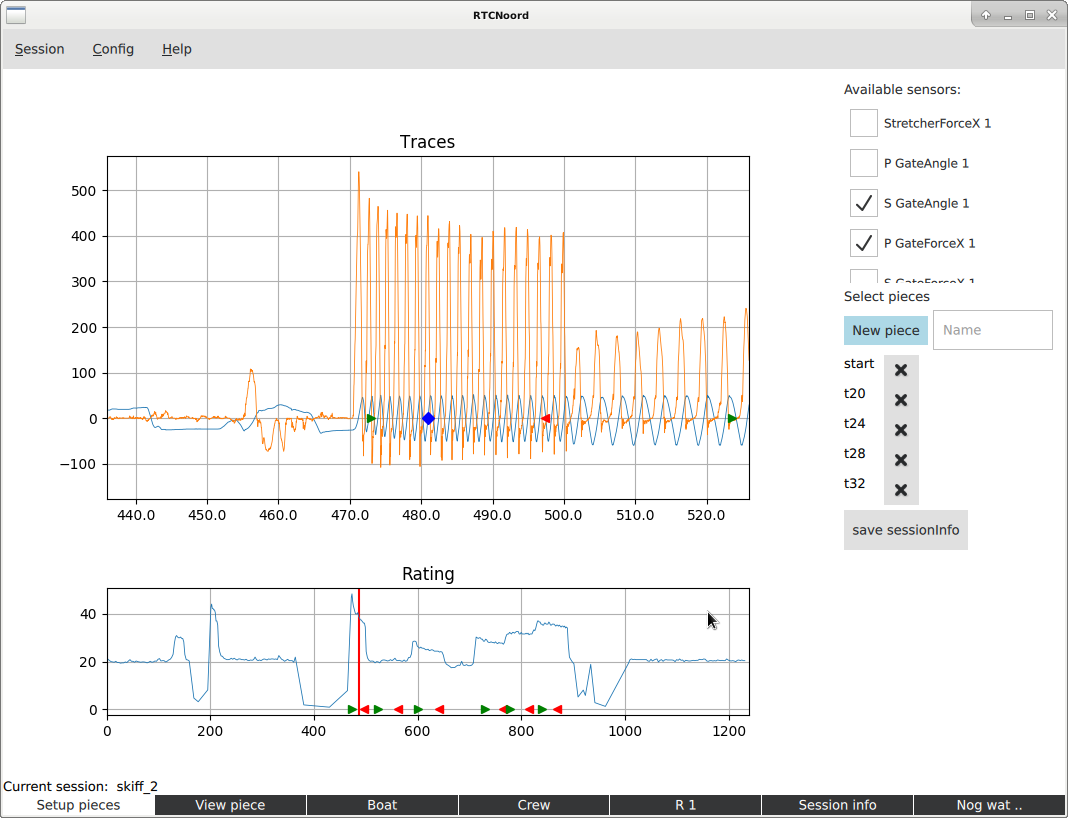 RTCNoord
Session Config Help
Available sensors:
StretcherForceX 1
P GateAngle 1
S GateAngle 1
P GateForceX 1
S GateForceX 1
Select pieces
New piece Name
start
t20
t24
t28
t32
save sessionInfo
Traces
500
400
300
200
100
0
−100
440.0 450.0 460.0 470.0 480.0 490.0 500.0 510.0 520.0
Rating
40
20
0
0 200 400 600 800 1000 1200
Current session: skiff_2
Setup pieces View piece Boat Crew R 1 Session info Nog wat ..